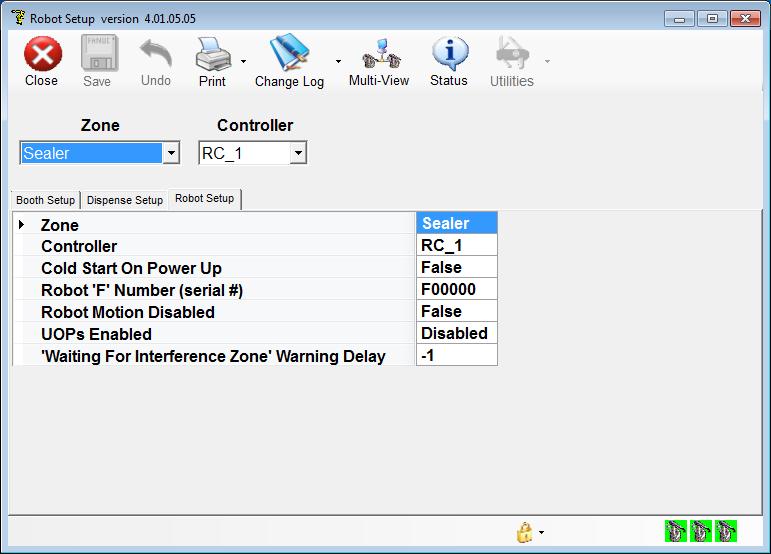 Robot Setup version 4.01.05.05
FANUC
Close Save Undo Print Change Log Multi-View Status Utilities
Zone Controller
Sealer RC_1
Booth Setup Dispense Setup Robot Setup
Zone Sealer
Controller RC_1
Cold Start On Power Up False
Robot 'F' Number (serial #) F00000
Robot Motion Disabled False
UOPs Enabled Disabled
'Waiting For Interference Zone' Warning Delay -1